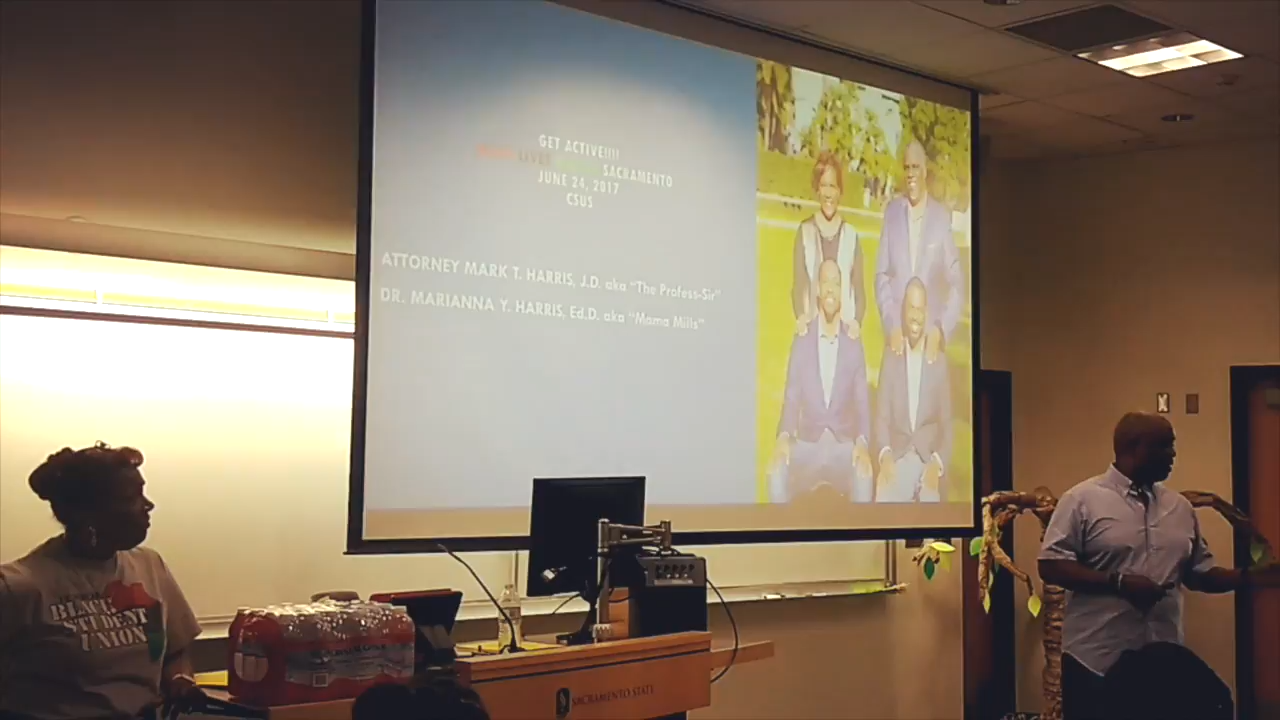 GET ACTIVE!!!!
LIVES SACRAMENTO
JUNE 24, 2017
CSUS
ATTORNEY MARK T. HARRIS, J.D. aka "The Profess-Sir"
DR. MARIANNA Y. HARRIS, Ed.D. aka "Mama Mills"
BLACK
STUDENT
UNION
SACRAMENTO STATE